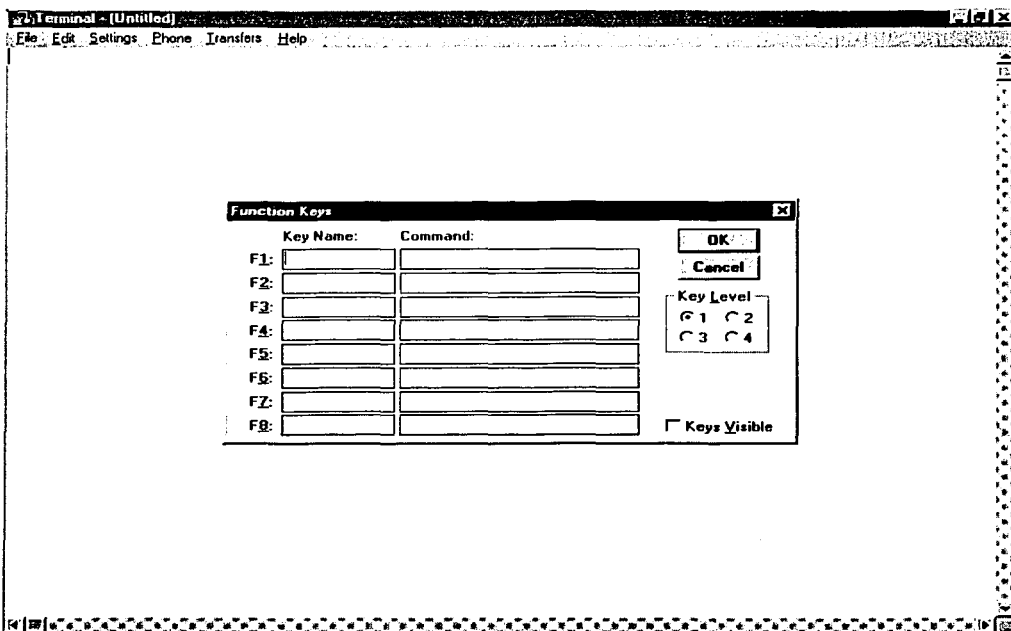 Terminal - (Untitled)
File Edit Settings Phone Transfers Help
Function Keys
Key Name: Command:
OK
Cancel
F1:
F2:
F3:
F4:
F5:
F6:
F7:
F8:
Key Level
1 2
3 4
Keys Visible